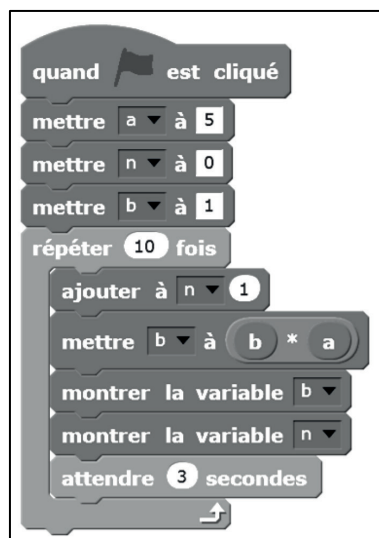 quand est cliqué
mettre a à 5
mettre n à 0
mettre b à 1
répéter 10 fois
ajouter à n 1
mettre b à b * a
montrer la variable b
montrer la variable n
attendre 3 secondes